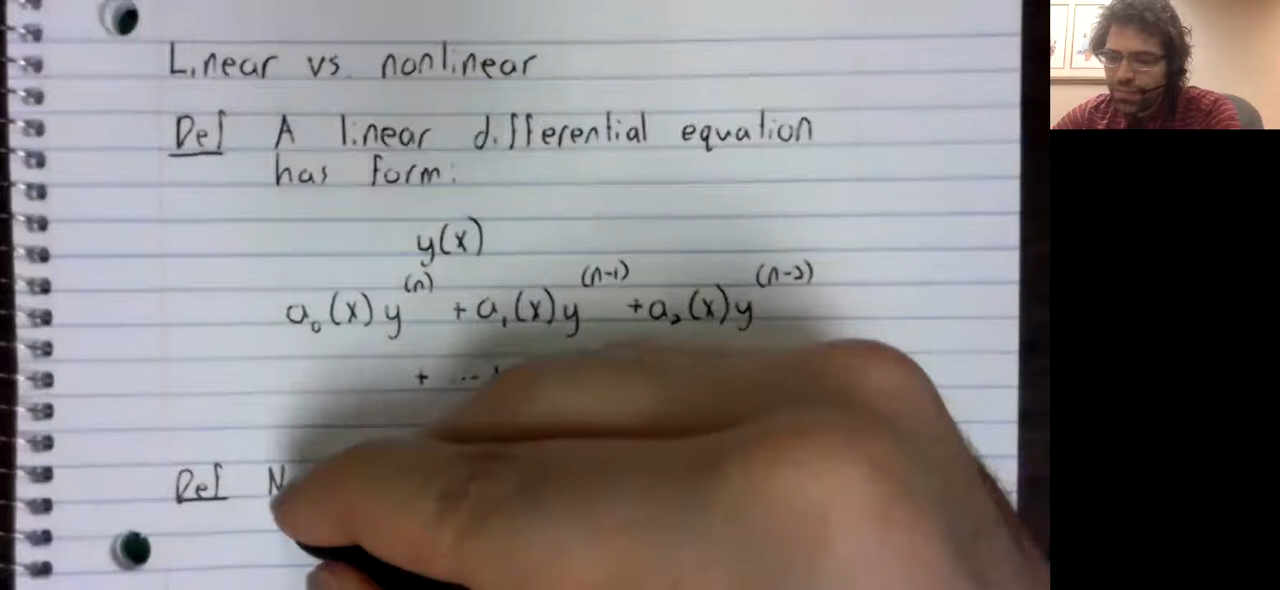 Linear vs nonlinear
Def A linear differential equation
has form:
y(x)
a₀(x)y⁽ⁿ⁾ + a₁(x)y⁽ⁿ⁻¹⁾ + a₂(x)y⁽ⁿ⁻²⁾
+ ...
Def N